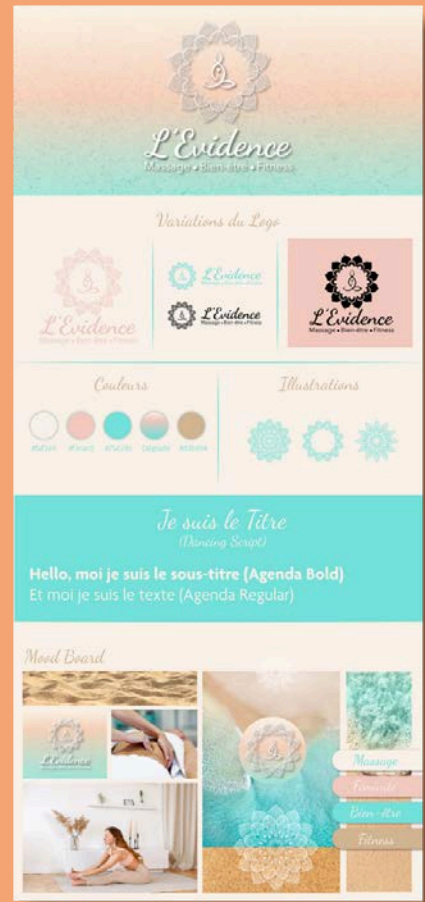 L'Evidence
Massage • Bien-être • Fitness
Variations du Logo
L'Evidence
L'Evidence
L'Evidence
L'Evidence
Massage • Bien-être • Fitness
Couleurs
Illustrations
Dégradé
Je suis le Titre
(Dancing Script)
Hello, moi je suis le sous-titre (Agenda Bold)
Et moi je suis le texte (Agenda Regular)
Mood Board
L'Evidence
Massage
Féminité
Bien-être
Fitness